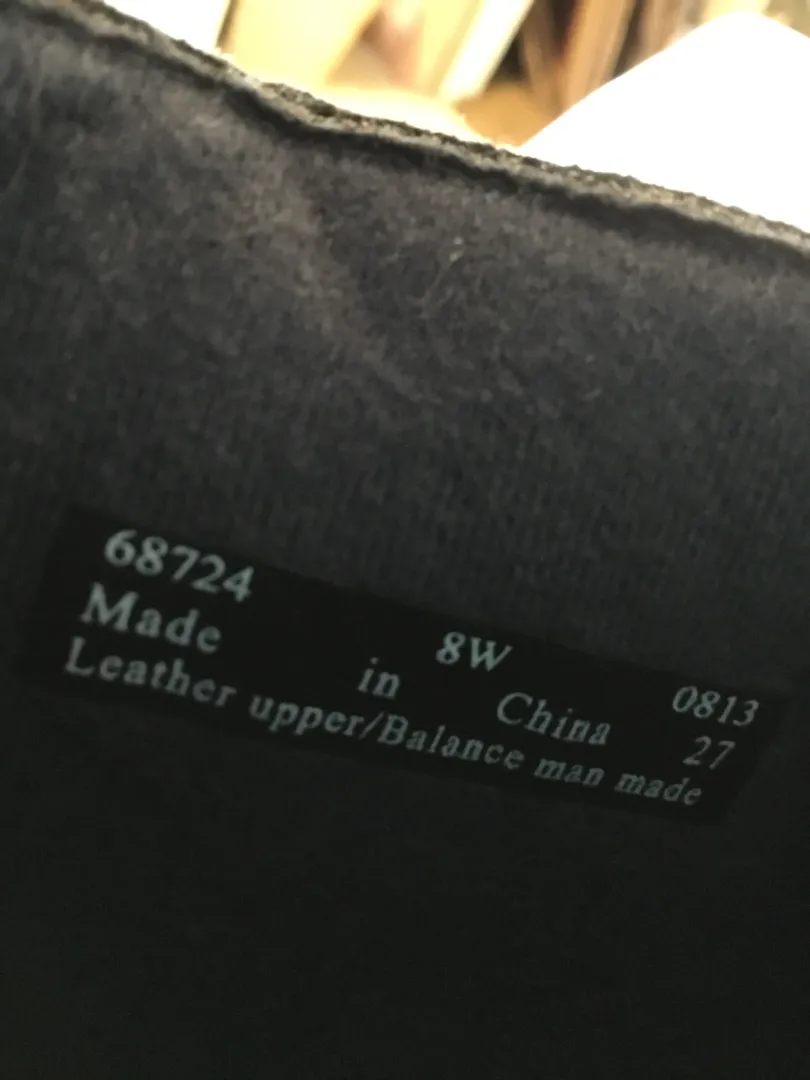 68724 8W 0813
Made in China 27
Leather upper/Balance man made